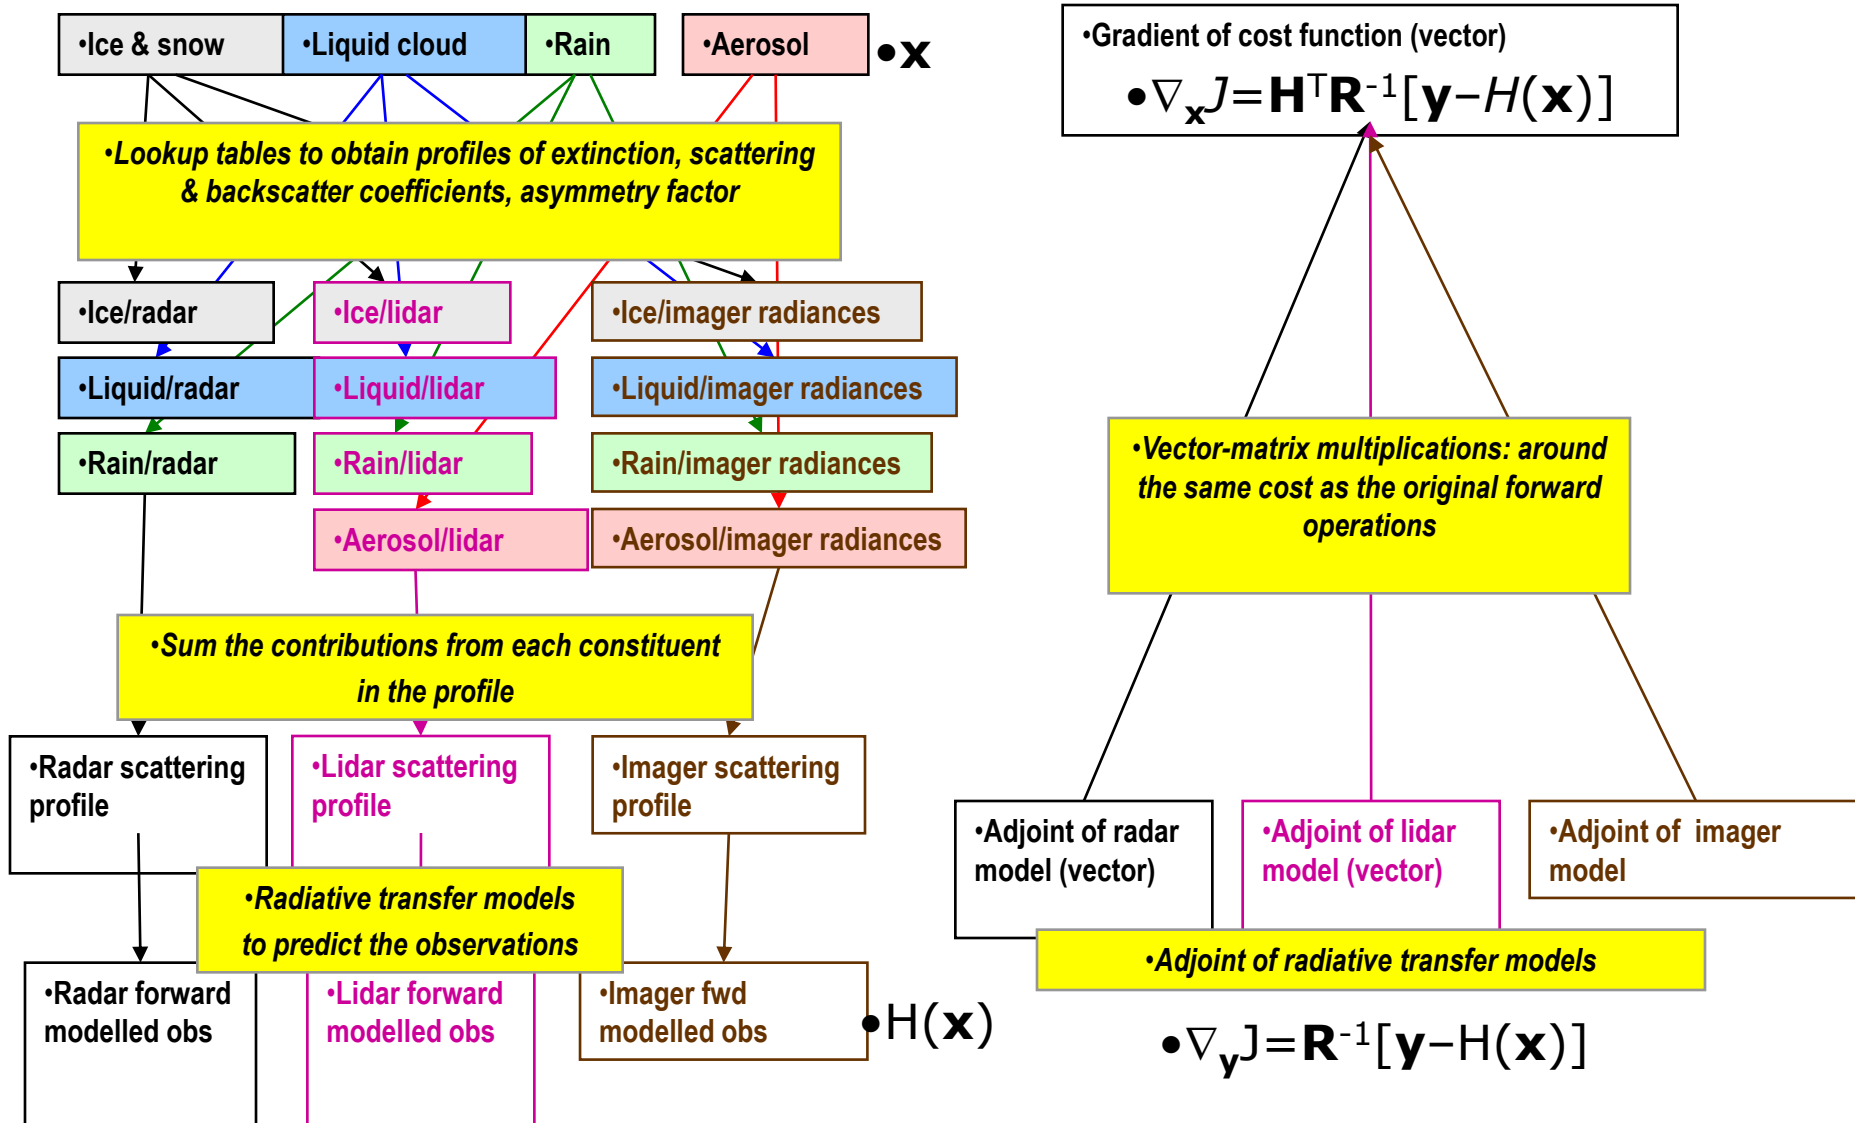 •Ice & snow
•Liquid cloud
•Rain
•Aerosol
•x
•Lookup tables to obtain profiles of extinction, scattering
& backscatter coefficients, asymmetry factor
•Ice/radar
•Ice/lidar
•Ice/imager radiances
•Liquid/radar
•Liquid/lidar
•Liquid/imager radiances
•Rain/radar
•Rain/lidar
•Rain/imager radiances
•Aerosol/lidar
•Aerosol/imager radiances
•Sum the contributions from each constituent
in the profile
•Radar scattering
profile
•Lidar scattering
profile
•Imager scattering
profile
•Radiative transfer models
to predict the observations
•Radar forward
modelled obs
•Lidar forward
modelled obs
•Imager fwd
modelled obs
•H(x)
•Gradient of cost function (vector)
•∇xJ=HᵀR⁻¹[y–H(x)]
•Vector-matrix multiplications: around
the same cost as the original forward
operations
•Adjoint of radar
model (vector)
•Adjoint of lidar
model (vector)
•Adjoint of imager
model
•Adjoint of radiative transfer models
•∇yJ=R⁻¹[y–H(x)]